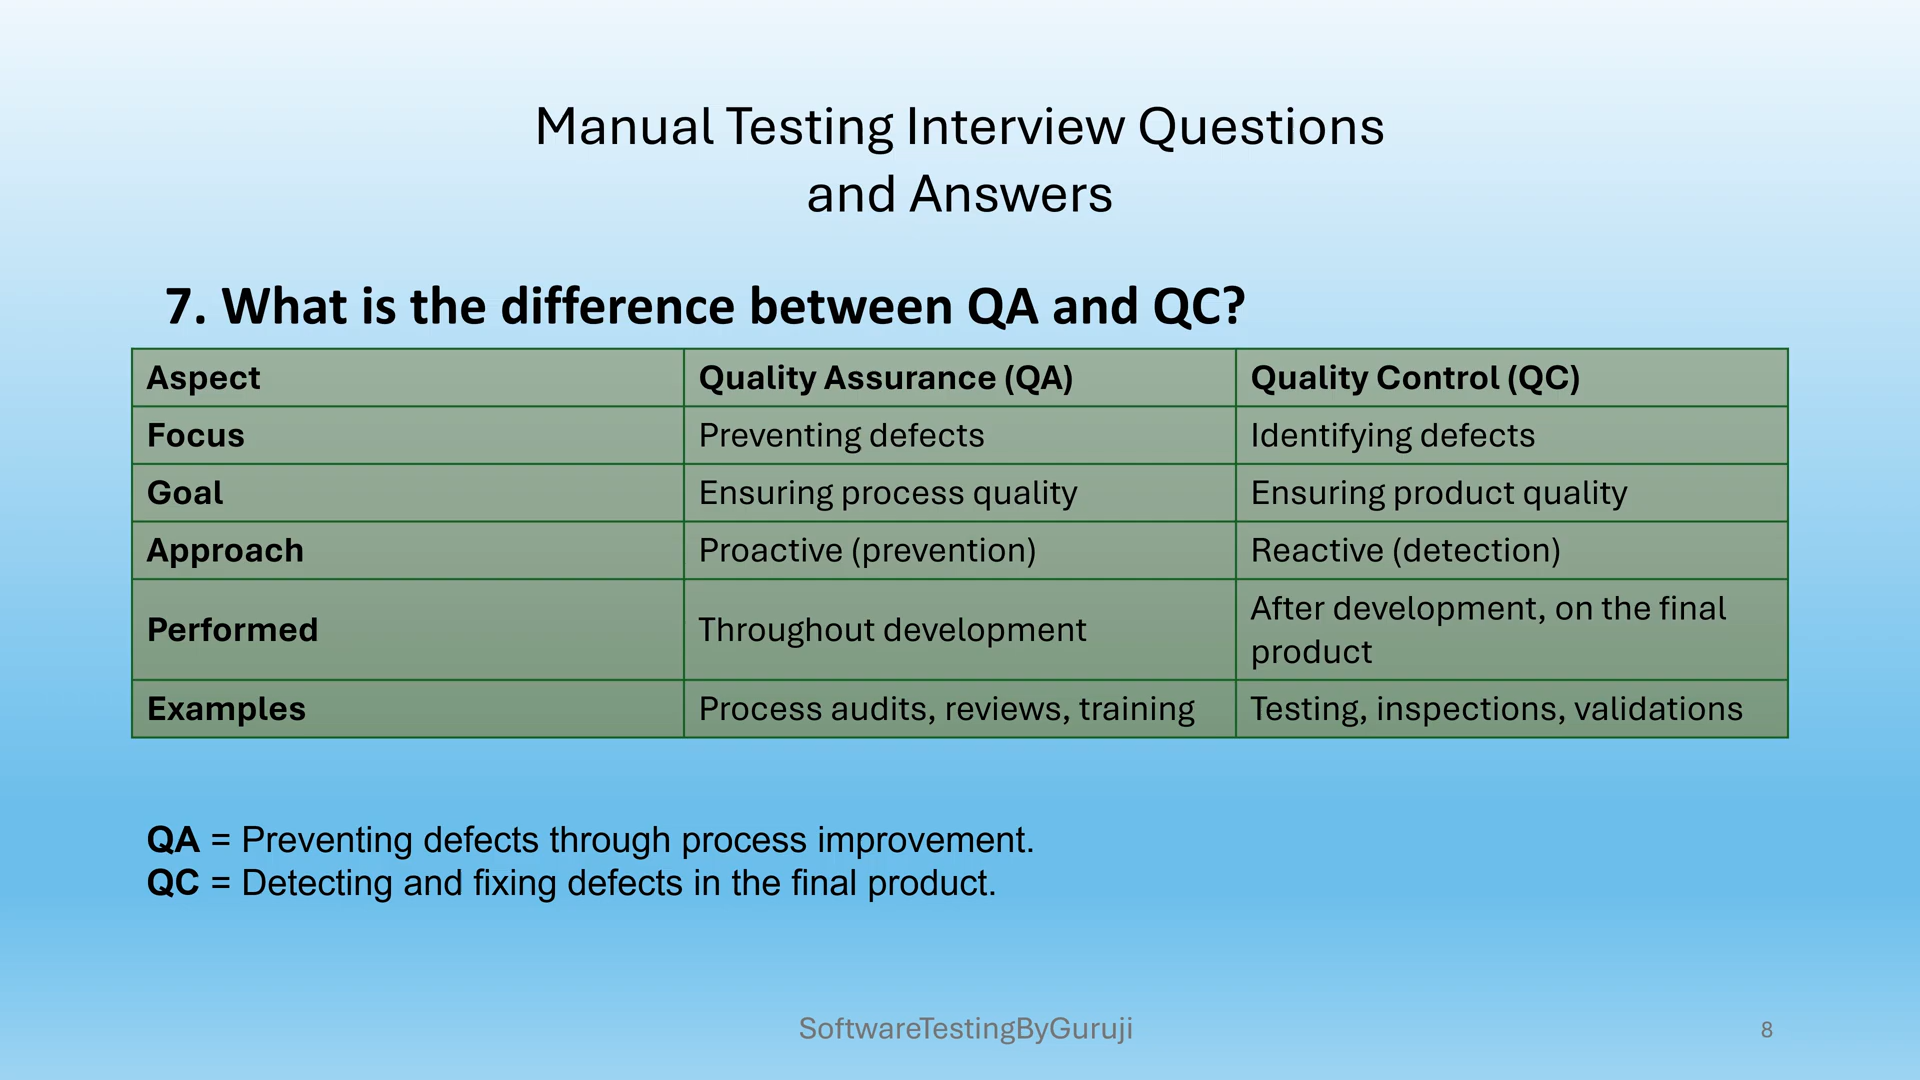 Manual Testing Interview Questions
and Answers
7. What is the difference between QA and QC?
Aspect Quality Assurance (QA) Quality Control (QC)
Focus Preventing defects Identifying defects
Goal Ensuring process quality Ensuring product quality
Approach Proactive (prevention) Reactive (detection)
Performed Throughout development After development, on the final
product
Examples Process audits, reviews, training Testing, inspections, validations
QA = Preventing defects through process improvement.
QC = Detecting and fixing defects in the final product.
SoftwareTestingByGuruji 8